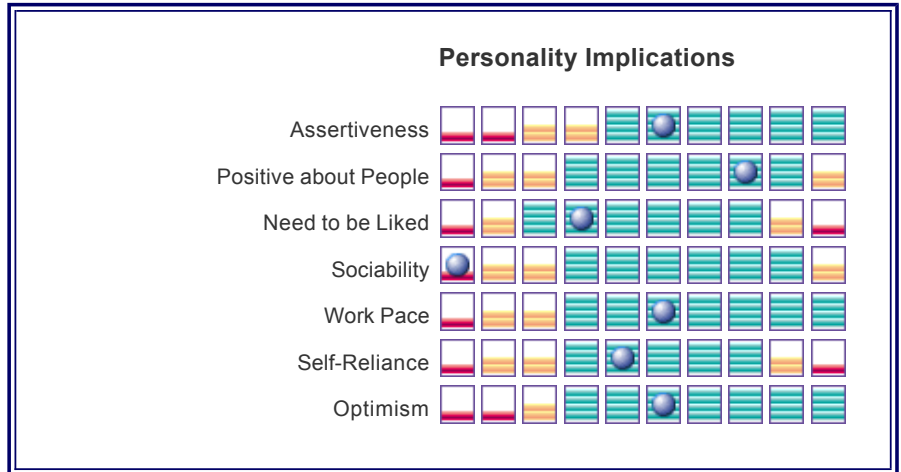 Personality Implications
Assertiveness
Positive about People
Need to be Liked
Sociability
Work Pace
Self-Reliance
Optimism